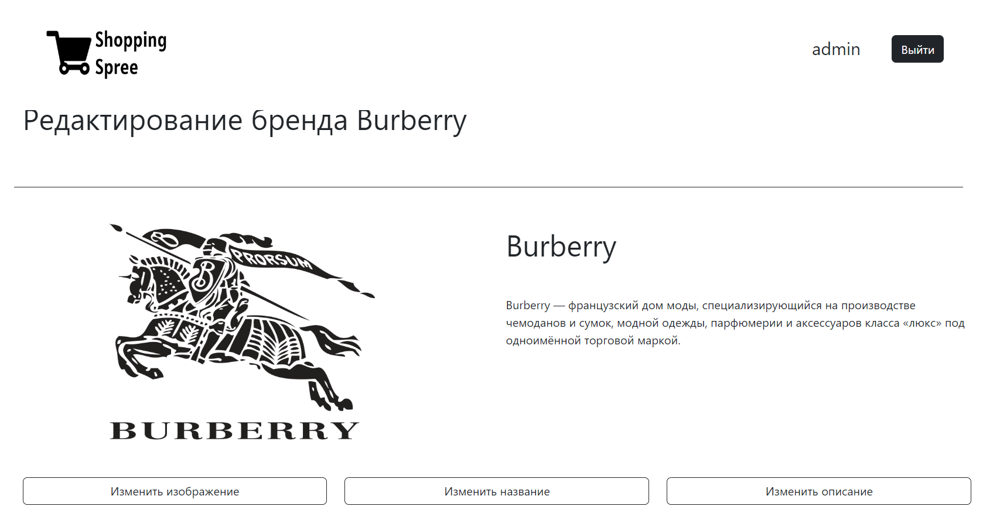 Shopping
Spree
admin
Выйти
Редактирование бренда Burberry
PRORSUM
B
Burberry
Burberry — французский дом моды, специализирующийся на производстве
чемоданов и сумок, модной одежды, парфюмерии и аксессуаров класса «люкс» под
одноимённой торговой маркой.
BURBERRY
Изменить изображение
Изменить название
Изменить описание